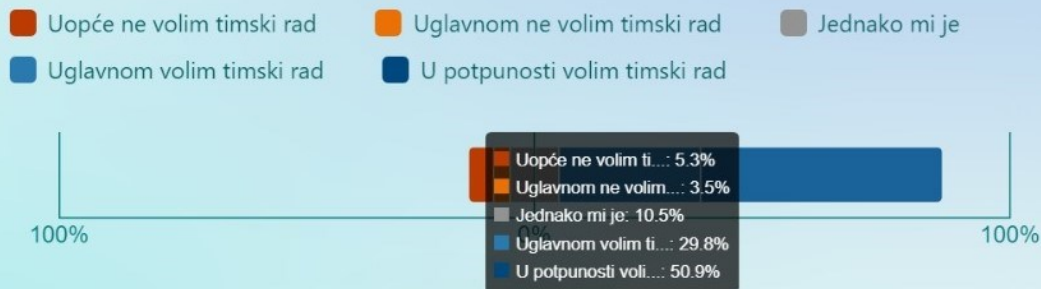 Uopće ne volim timski rad Uglavnom ne volim timski rad Jednako mi je
Uglavnom volim timski rad U potpunosti volim timski rad
Uopće ne volim ti...: 5.3%
Uglavnom ne volim...: 3.5%
Jednako mi je: 10.5%
Uglavnom volim ti...: 29.8%
U potpunosti voli...: 50.9%
100% 0% 100%